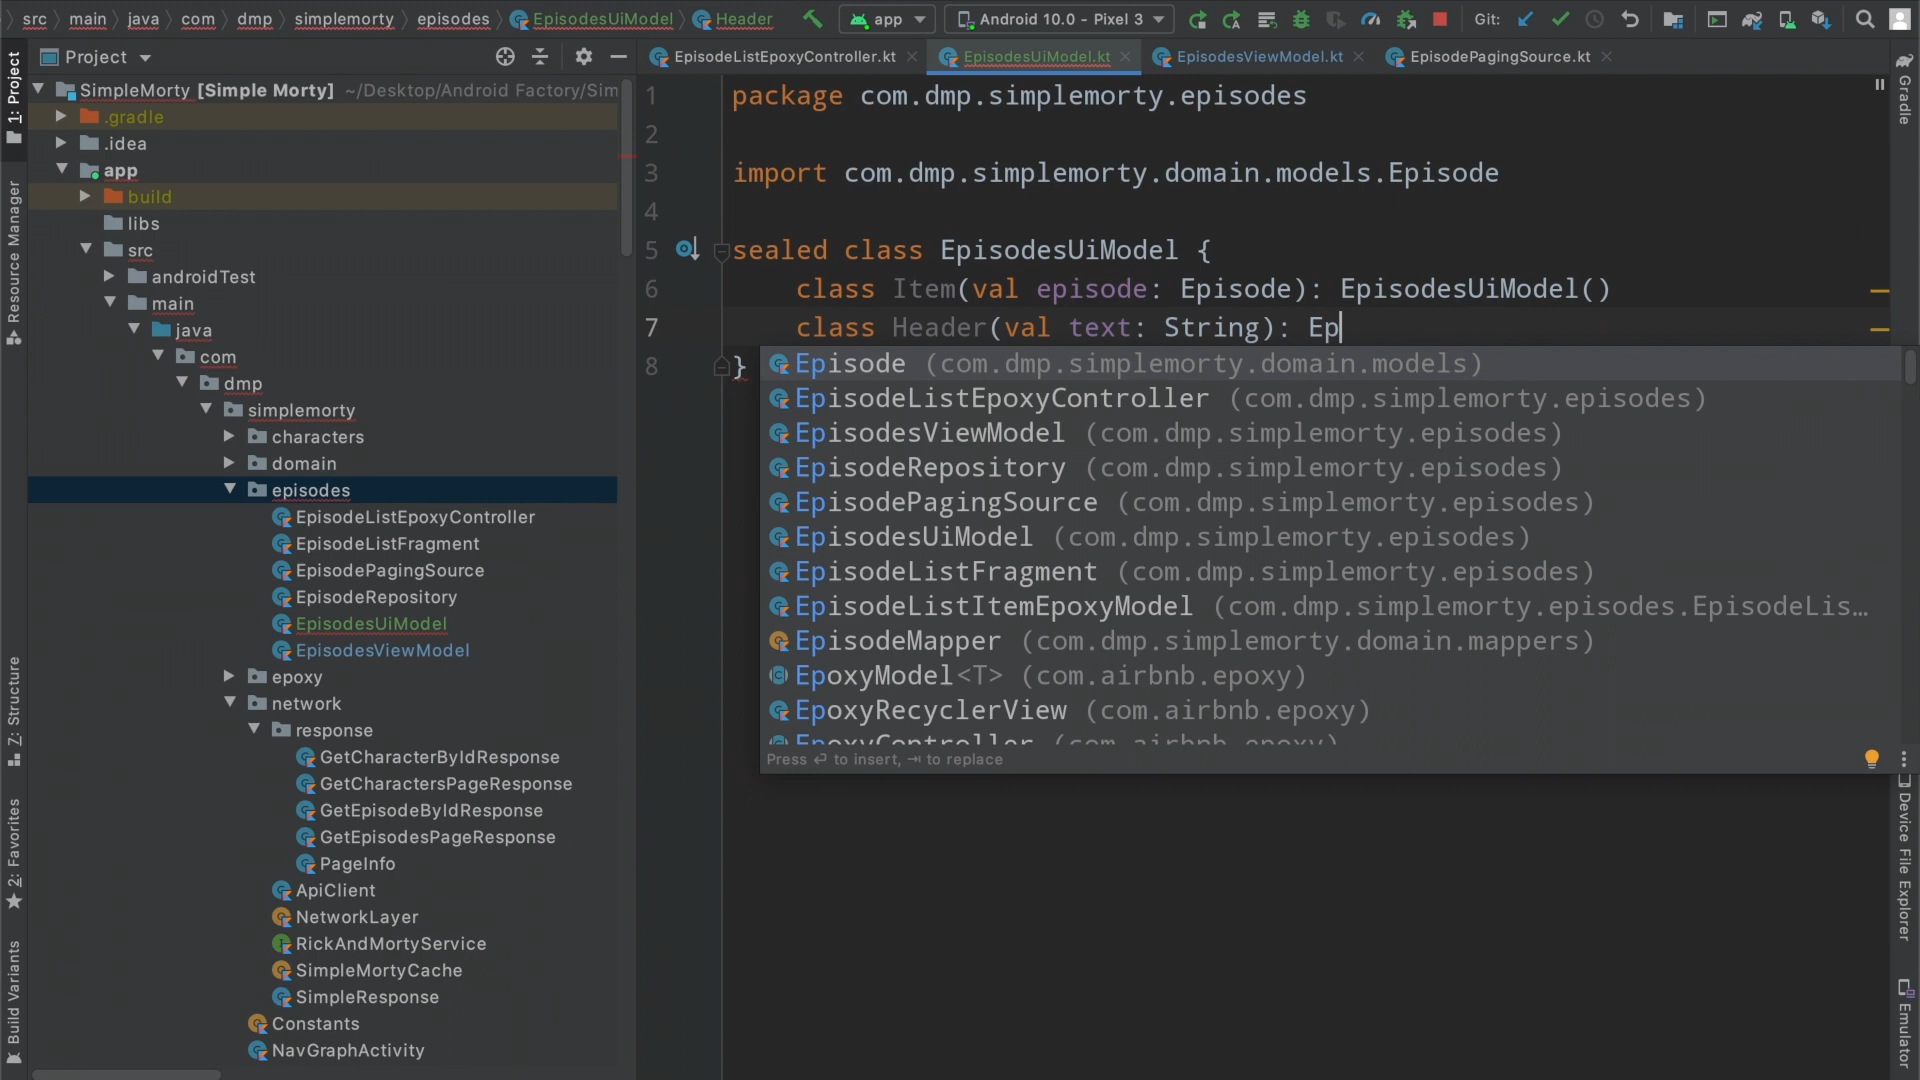 src main java com dmp simplemorty episodes EpisodesUiModel Header app Android 10.0 - Pixel 3 Git:
Project
EpisodeListEpoxyController.kt EpisodesUiModel.kt EpisodesViewModel.kt EpisodePagingSource.kt
1: Project
Resource Manager
Z: Structure
2: Favorites
Build Variants
SimpleMorty [Simple Morty] ~/Desktop/Android Factory/Sim
.gradle
.idea
app
build
libs
src
androidTest
main
java
com
dmp
simplemorty
characters
domain
episodes
EpisodeListEpoxyController
EpisodeListFragment
EpisodePagingSource
EpisodeRepository
EpisodesUiModel
EpisodesViewModel
epoxy
network
response
GetCharacterByIdResponse
GetCharactersPageResponse
GetEpisodeByIdResponse
GetEpisodesPageResponse
PageInfo
ApiClient
NetworkLayer
RickAndMortyService
SimpleMortyCache
SimpleResponse
Constants
NavGraphActivity
1 package com.dmp.simplemorty.episodes
2
3 import com.dmp.simplemorty.domain.models.Episode
4
5 sealed class EpisodesUiModel {
6 class Item(val episode: Episode): EpisodesUiModel()
7 class Header(val text: String): Ep
8 }
Episode (com.dmp.simplemorty.domain.models)
EpisodeListEpoxyController (com.dmp.simplemorty.episodes)
EpisodesViewModel (com.dmp.simplemorty.episodes)
EpisodeRepository (com.dmp.simplemorty.episodes)
EpisodePagingSource (com.dmp.simplemorty.episodes)
EpisodesUiModel (com.dmp.simplemorty.episodes)
EpisodeListFragment (com.dmp.simplemorty.episodes)
EpisodeListItemEpoxyModel (com.dmp.simplemorty.episodes.EpisodeLis…
EpisodeMapper (com.dmp.simplemorty.domain.mappers)
EpoxyModel<T> (com.airbnb.epoxy)
EpoxyRecyclerView (com.airbnb.epoxy)
EpoxyController (com.airbnb.epoxy)
Press ↵ to insert, ⇥ to replace
Gradle
Device File Explorer
Emulator